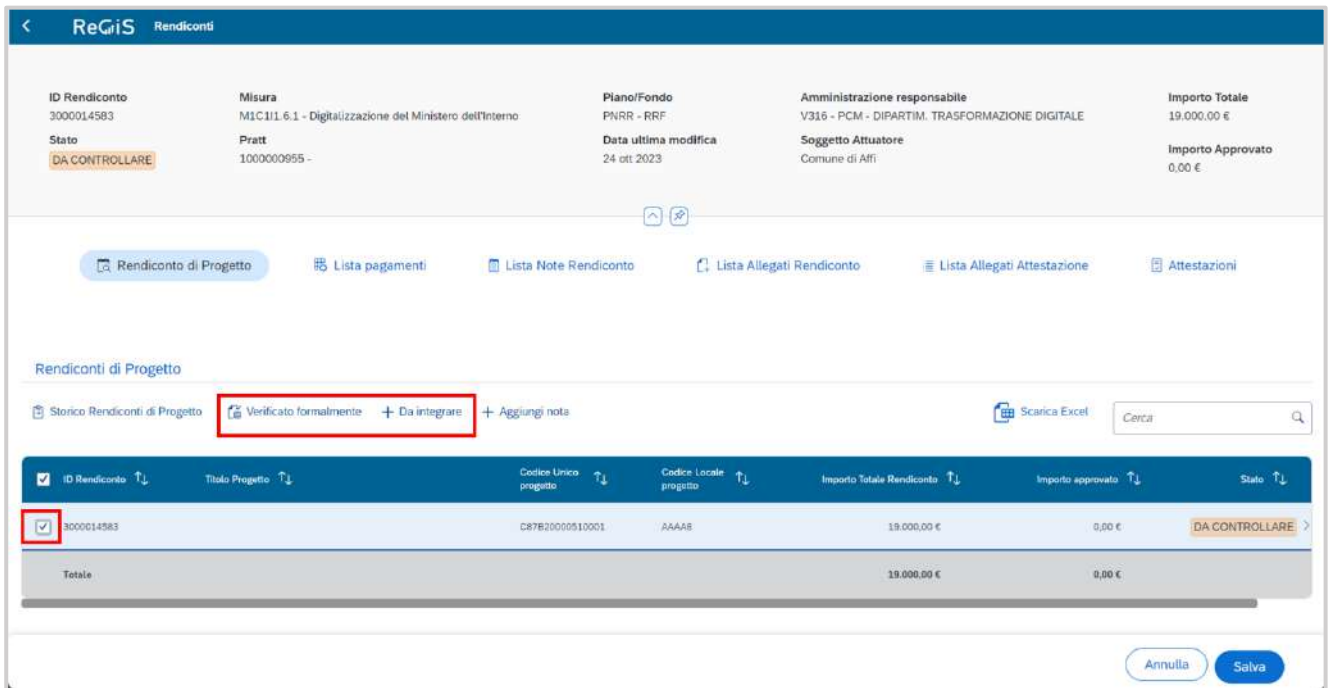 ReGiS Rendiconti
ID Rendiconto Misura Piano/Fondo Amministrazione responsabile Importo Totale
3000014583 M1C1I1.6.1 - Digitalizzazione del Ministero dell'Interno PNRR - RRF V316 - PCM - DIPARTIM. TRASFORMAZIONE DIGITALE 19.000,00 €
Stato Pratt Data ultima modifica Soggetto Attuatore Importo Approvato
DA CONTROLLARE 1000000955 - 24 ott 2023 Comune di Affi 0,00 €
Rendiconto di Progetto Lista pagamenti Lista Note Rendiconto Lista Allegati Rendiconto Lista Allegati Attestazione Attestazioni
Rendiconti di Progetto
Storico Rendiconti di Progetto Verificato formalmente + Da integrare + Aggiungi nota Scarica Excel Cerca
ID Rendiconto Titolo Progetto Codice Unico progetto Codice Locale progetto Importo Totale Rendiconto Importo approvato Stato
3000014583 C87B20000510001 AAAA8 19.000,00 € 0,00 € DA CONTROLLARE
Totale 19.000,00 € 0,00 €
Annulla Salva